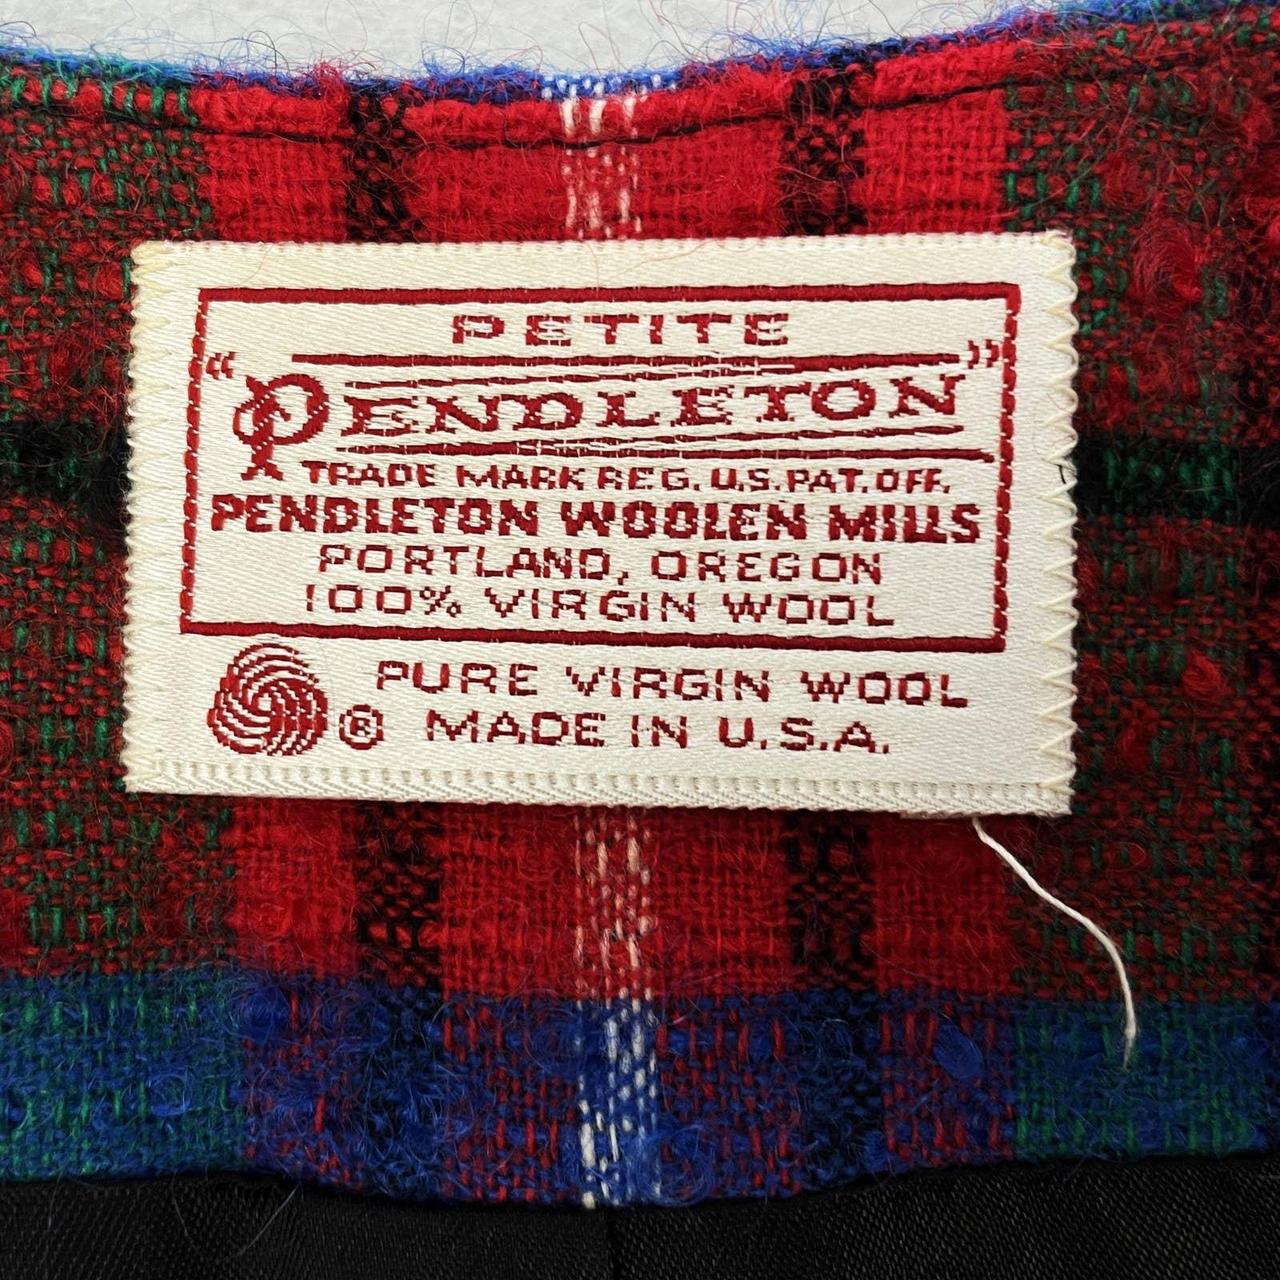 PETITE
“PENDLETON”
TRADE MARK REG. U.S. PAT. OFF.
PENDLETON WOOLEN MILLS
PORTLAND, OREGON
100% VIRGIN WOOL
PURE VIRGIN WOOL
® MADE IN U.S.A.